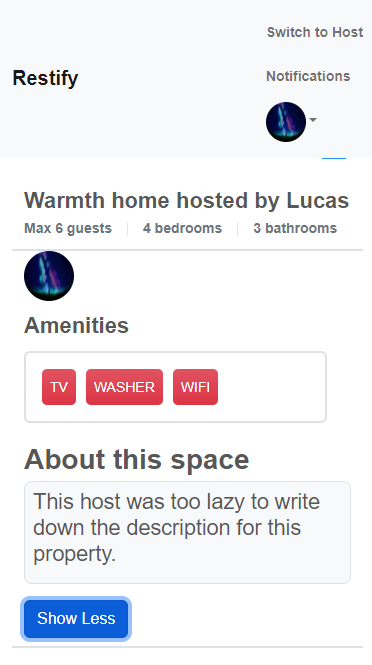 Switch to Host
Restify
Notifications
Warmth home hosted by Lucas
Max 6 guests 4 bedrooms 3 bathrooms
Amenities
TV WASHER WIFI
About this space
This host was too lazy to write
down the description for this
property.
Show Less